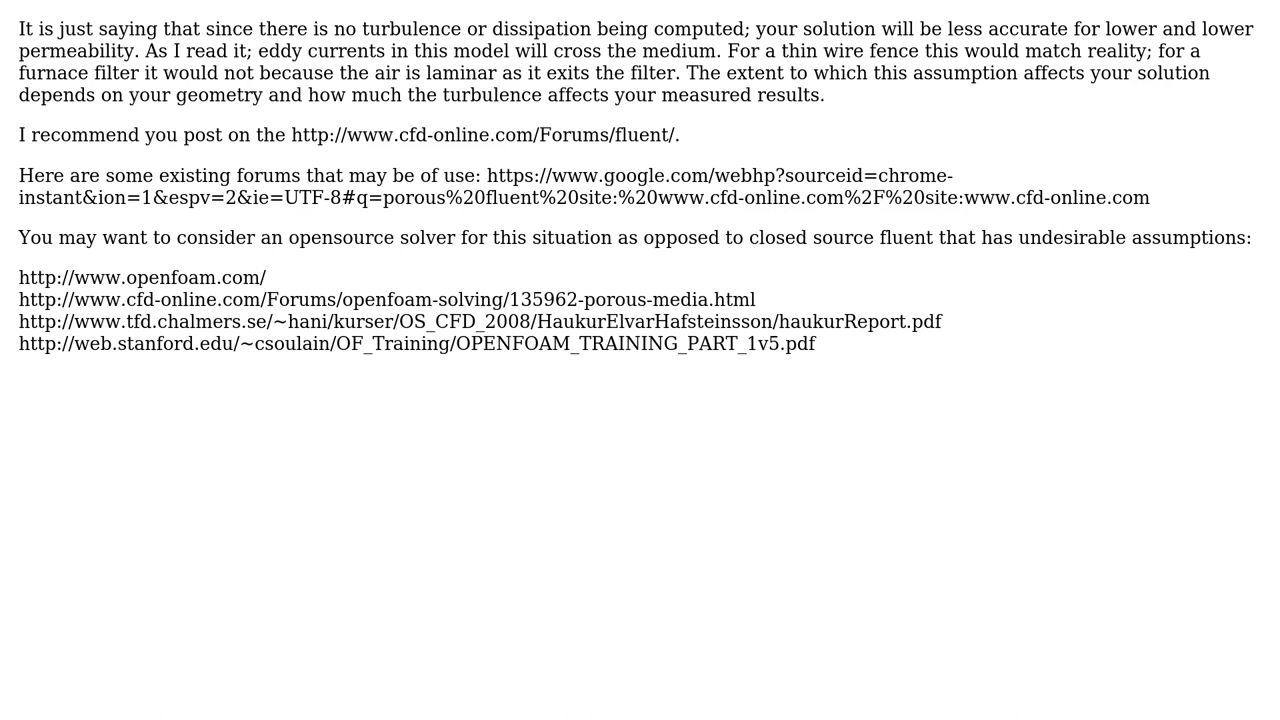 It is just saying that since there is no turbulence or dissipation being computed; your solution will be less accurate for lower and lower
permeability. As I read it; eddy currents in this model will cross the medium. For a thin wire fence this would match reality; for a
furnace filter it would not because the air is laminar as it exits the filter. The extent to which this assumption affects your solution
depends on your geometry and how much the turbulence affects your measured results.
I recommend you post on the http://www.cfd-online.com/Forums/fluent/.
Here are some existing forums that may be of use: https://www.google.com/webhp?sourceid=chrome-
instant&ion=1&espv=2&ie=UTF-8#q=porous%20fluent%20site:%20www.cfd-online.com%2F%20site:www.cfd-online.com
You may want to consider an opensource solver for this situation as opposed to closed source fluent that has undesirable assumptions:
http://www.openfoam.com/
http://www.cfd-online.com/Forums/openfoam-solving/135962-porous-media.html
http://www.tfd.chalmers.se/~hani/kurser/OS_CFD_2008/HaukurElvarHafsteinsson/haukurReport.pdf
http://web.stanford.edu/~csoulain/OF_Training/OPENFOAM_TRAINING_PART_1v5.pdf